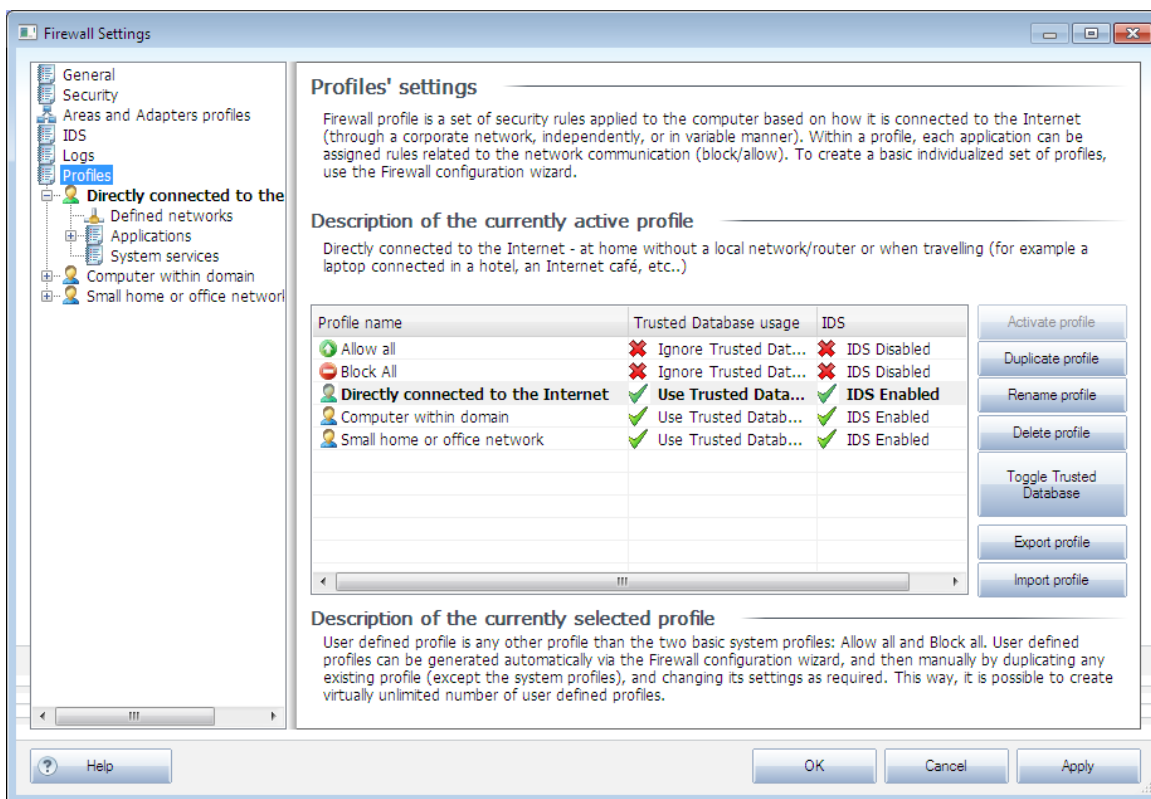 Firewall Settings
General
Security
Areas and Adapters profiles
IDS
Logs
Profiles
Directly connected to the
Defined networks
Applications
System services
Computer within domain
Small home or office network
Profiles' settings
Firewall profile is a set of security rules applied to the computer based on how it is connected to the Internet
(through a corporate network, independently, or in variable manner). Within a profile, each application can be
assigned rules related to the network communication (block/allow). To create a basic individualized set of profiles,
use the Firewall configuration wizard.
Description of the currently active profile
Directly connected to the Internet - at home without a local network/router or when travelling (for example a
laptop connected in a hotel, an Internet café, etc..)
Profile name Trusted Database usage IDS
Allow all Ignore Trusted Dat... IDS Disabled
Block All Ignore Trusted Dat... IDS Disabled
Directly connected to the Internet Use Trusted Data... IDS Enabled
Computer within domain Use Trusted Datab... IDS Enabled
Small home or office network Use Trusted Datab... IDS Enabled
Activate profile
Duplicate profile
Rename profile
Delete profile
Toggle Trusted
Database
Export profile
Import profile
Description of the currently selected profile
User defined profile is any other profile than the two basic system profiles: Allow all and Block all. User defined
profiles can be generated automatically via the Firewall configuration wizard, and then manually by duplicating any
existing profile (except the system profiles), and changing its settings as required. This way, it is possible to create
virtually unlimited number of user defined profiles.
Help
OK
Cancel
Apply